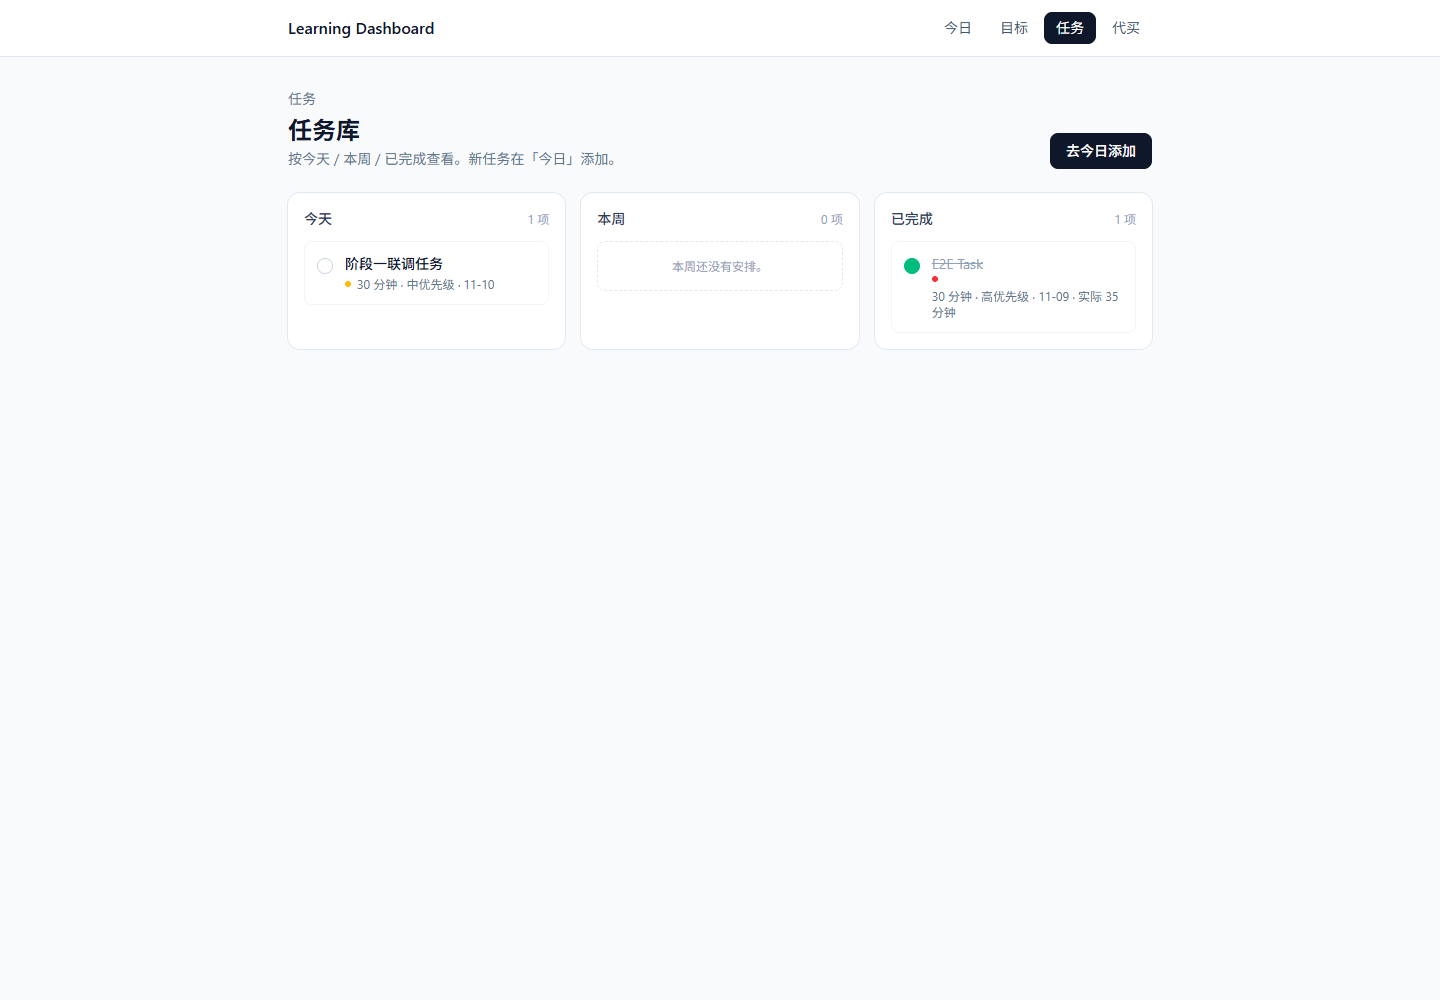 Learning Dashboard
今日 目标 任务 代买
任务
任务库
按今天 / 本周 / 已完成查看。新任务在「今日」添加。
去今日添加
今天 1 项
阶段一联调任务
30 分钟 · 中优先级 · 11-10
本周 0 项
本周还没有安排。
已完成 1 项
E2E Task
30 分钟 · 高优先级 · 11-09 · 实际 35
分钟